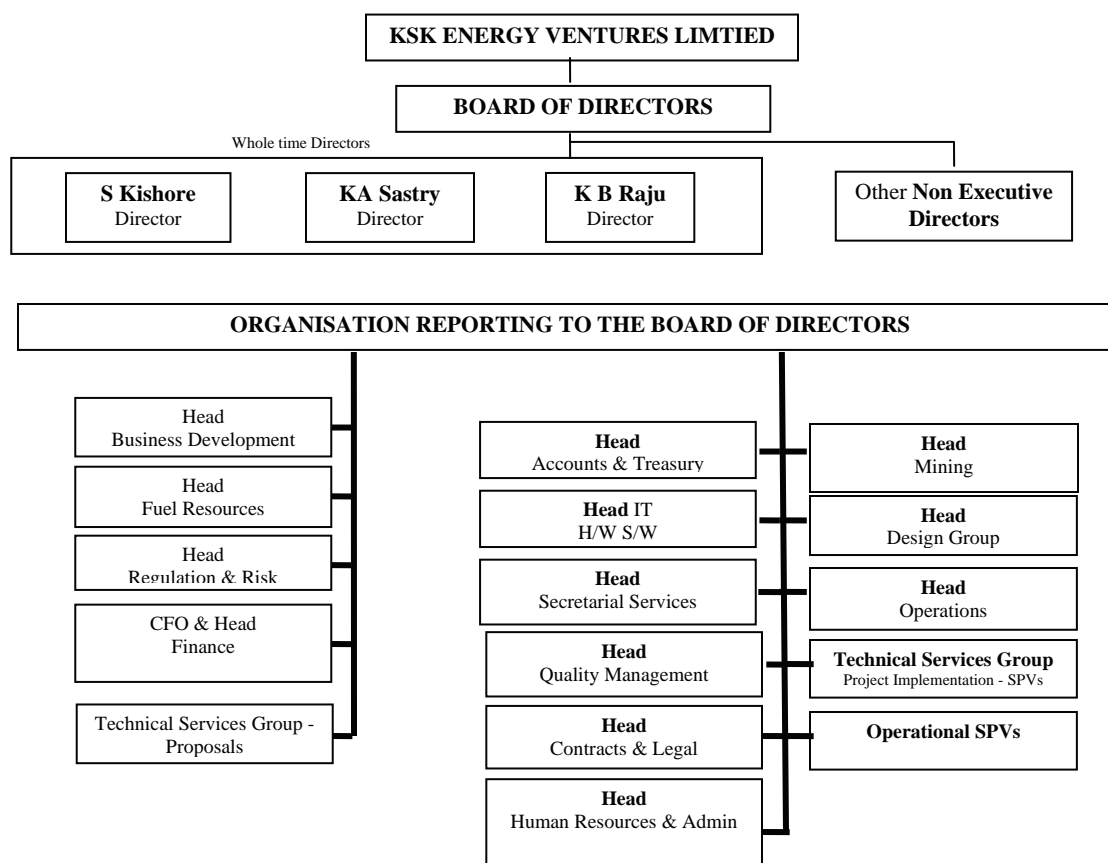 KSK ENERGY VENTURES LIMTIED
BOARD OF DIRECTORS
Whole time Directors
S Kishore
Director
KA Sastry
Director
K B Raju
Director
Other Non Executive
Directors
ORGANISATION REPORTING TO THE BOARD OF DIRECTORS
Head
Business Development
Head
Fuel Resources
Head
Regulation & Risk
CFO & Head
Finance
Technical Services Group -
Proposals
Head
Accounts & Treasury
Head IT
H/W S/W
Head
Secretarial Services
Head
Quality Management
Head
Contracts & Legal
Head
Human Resources & Admin
Head
Mining
Head
Design Group
Head
Operations
Technical Services Group
Project Implementation - SPVs
Operational SPVs